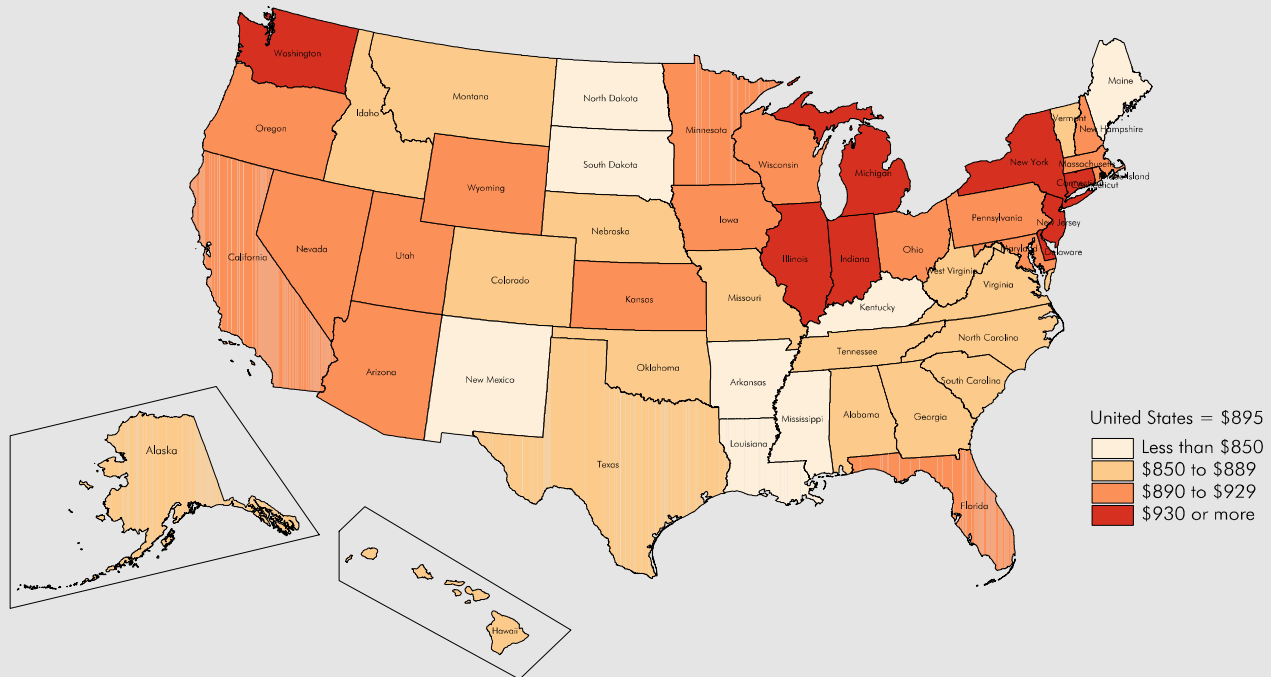 Washington
Maine
Montana
North Dakota
Idaho
Vermont
Oregon
Minnesota
New Hampshire
South Dakota
Wisconsin
New York
Massachusetts
Michigan
Rhode Island
Connecticut
Wyoming
Iowa
Pennsylvania
New Jersey
Nebraska
Nevada
Ohio
Maryland
Delaware
Utah
California
Illinois
Indiana
West Virginia
Colorado
Virginia
Kansas
Missouri
Kentucky
North Carolina
Tennessee
Oklahoma
Arizona
New Mexico
South Carolina
Arkansas
Mississippi
Alabama
Georgia
Louisiana
Alaska
Texas
Florida
Hawaii
United States = $895
Less than $850
$850 to $889
$890 to $929
$930 or more